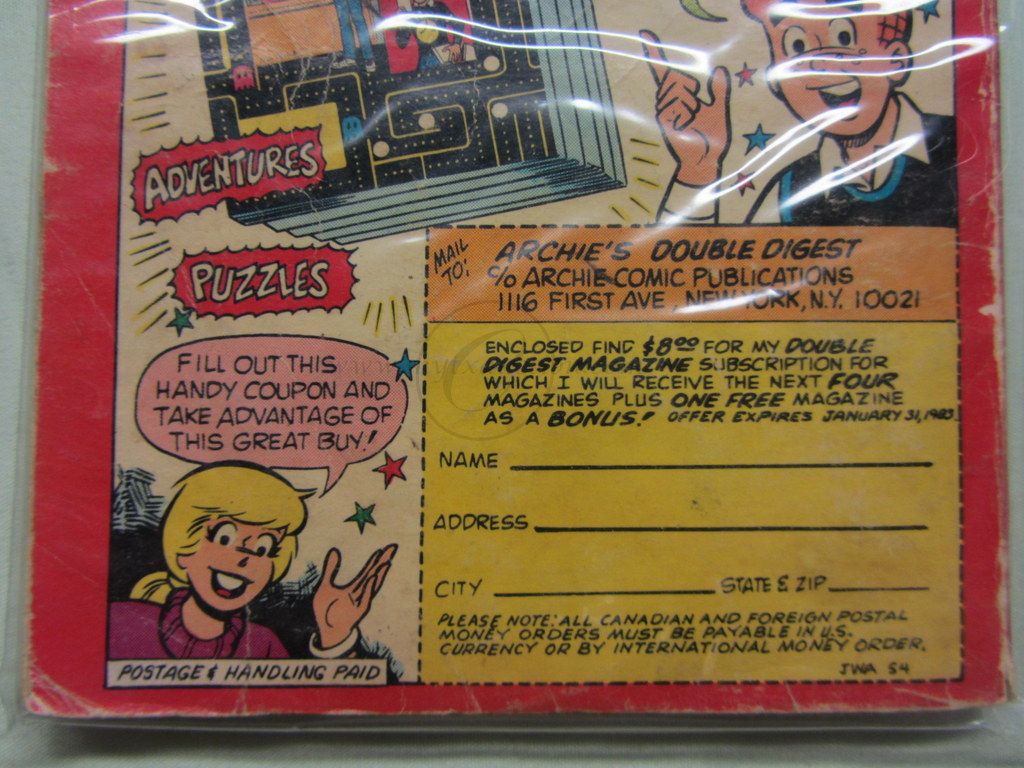 ADVENTURES
PUZZLES
MAIL TO:
ARCHIE'S DOUBLE DIGEST
C/O ARCHIE COMIC PUBLICATIONS
1116 FIRST AVE., NEW YORK, N.Y. 10021
FILL OUT THIS
HANDY COUPON AND
TAKE ADVANTAGE OF
THIS GREAT BUY!
ENCLOSED FIND $8.00 FOR MY DOUBLE
DIGEST MAGAZINE SUBSCRIPTION FOR
WHICH I WILL RECEIVE THE NEXT FOUR
MAGAZINES PLUS ONE FREE MAGAZINE
AS A BONUS! OFFER EXPIRES JANUARY 31, 1983
NAME
ADDRESS
CITY STATE & ZIP
PLEASE NOTE: ALL CANADIAN AND FOREIGN POSTAL
MONEY ORDERS MUST BE PAYABLE IN U.S.
CURRENCY OR BY INTERNATIONAL MONEY ORDER.
JWA 54
POSTAGE & HANDLING PAID